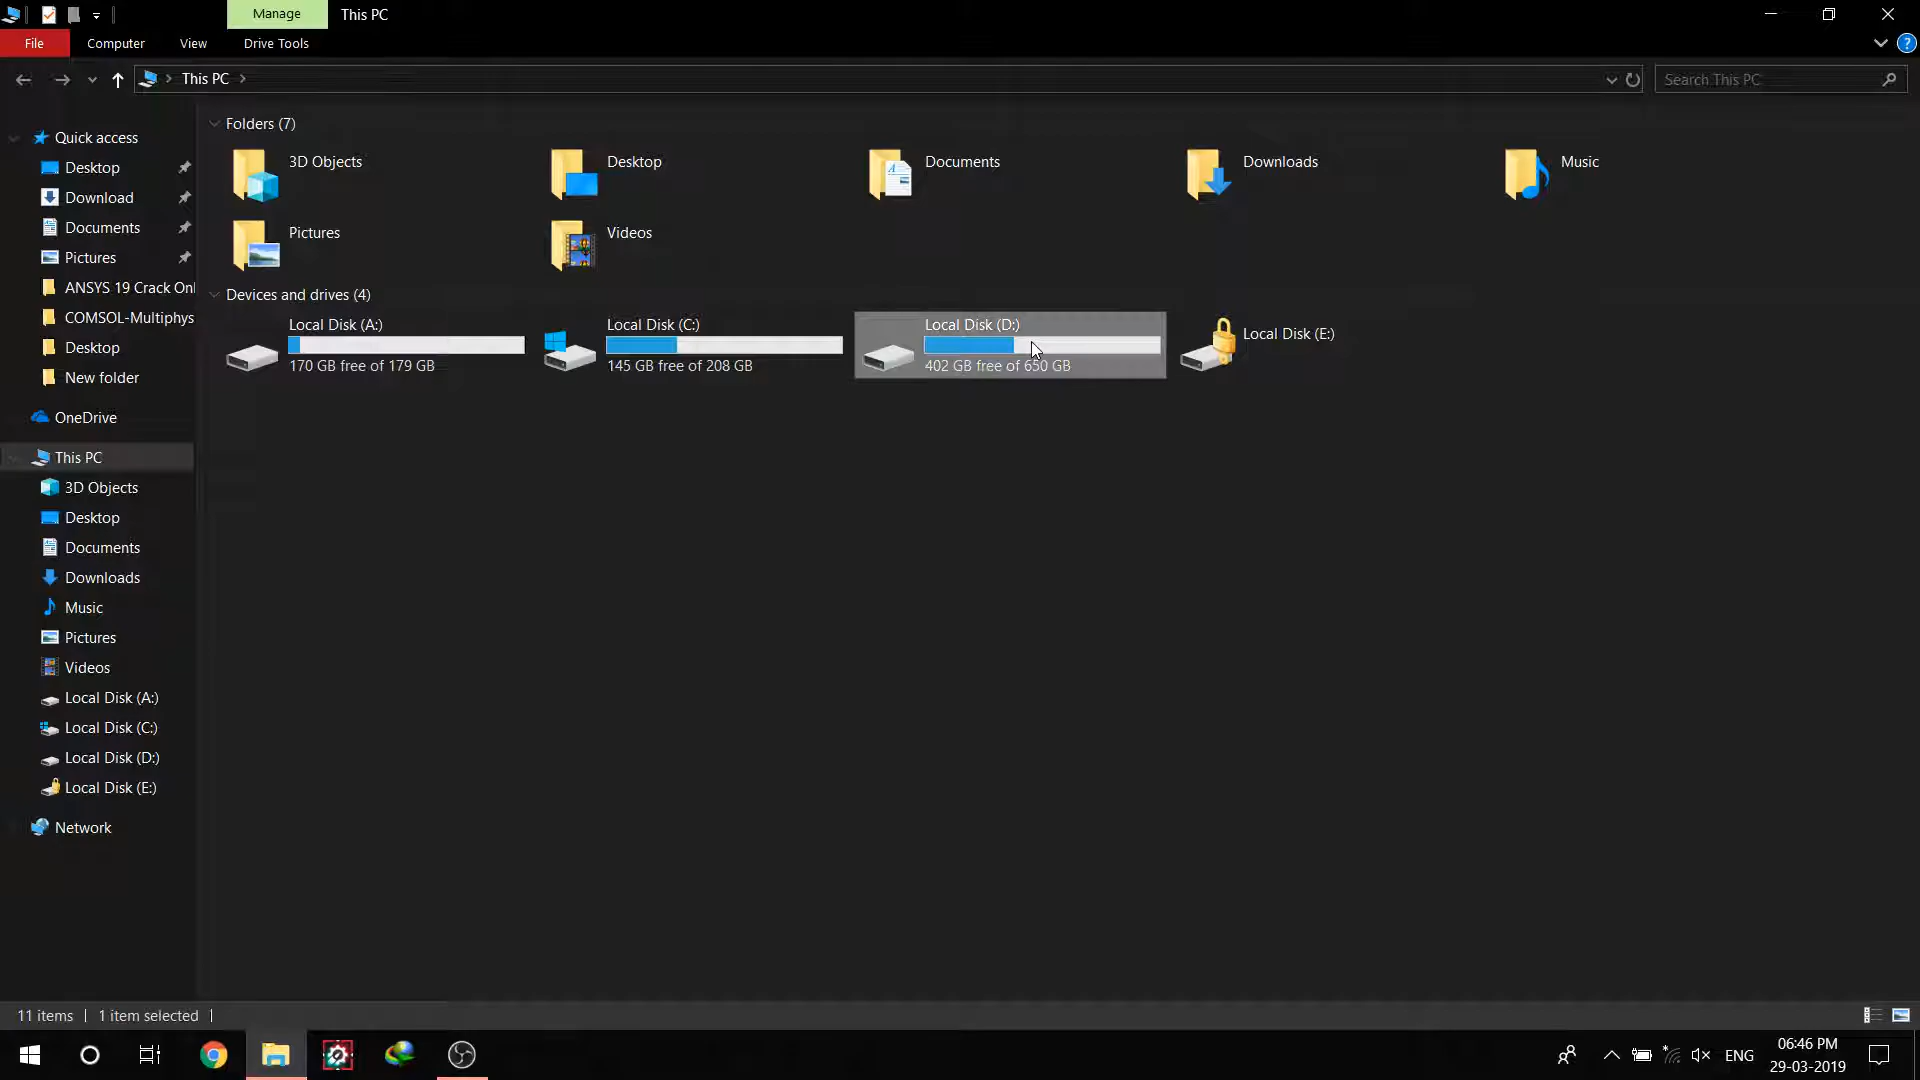 Manage
This PC
File
Computer
View
Drive Tools
This PC
Search This PC
Quick access
Desktop
Download
Documents
Pictures
ANSYS 19 Crack Onl
COMSOL-Multiphys
Desktop
New folder
OneDrive
This PC
3D Objects
Desktop
Documents
Downloads
Music
Pictures
Videos
Local Disk (A:)
Local Disk (C:)
Local Disk (D:)
Local Disk (E:)
Network
Folders (7)
3D Objects
Desktop
Documents
Downloads
Music
Pictures
Videos
Devices and drives (4)
Local Disk (A:)
170 GB free of 179 GB
Local Disk (C:)
145 GB free of 208 GB
Local Disk (D:)
402 GB free of 650 GB
Local Disk (E:)
11 items
1 item selected
ENG
06:46 PM
29-03-2019